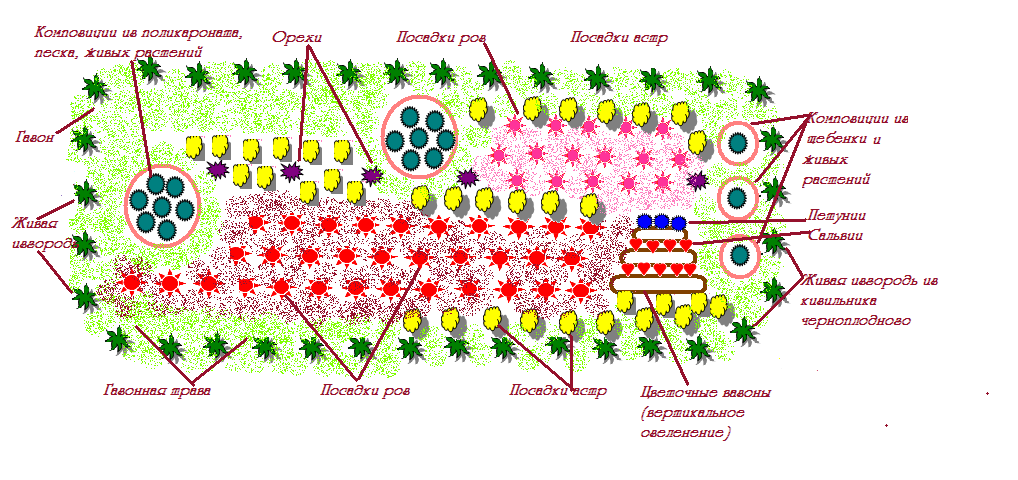 Композиции из поликароната,
песка, живых растений
Орехи
Посадки роз
Посадки астр
Газон
Композиции из
щебенки и
живых
растений
Живая
изгородь
Петунии
Сальвии
Живая изгородь из
кизильника
черноплодного
Газонная трава
Посадки роз
Посадки астр
Цветочные вазоны
(вертикальное
озеленение)